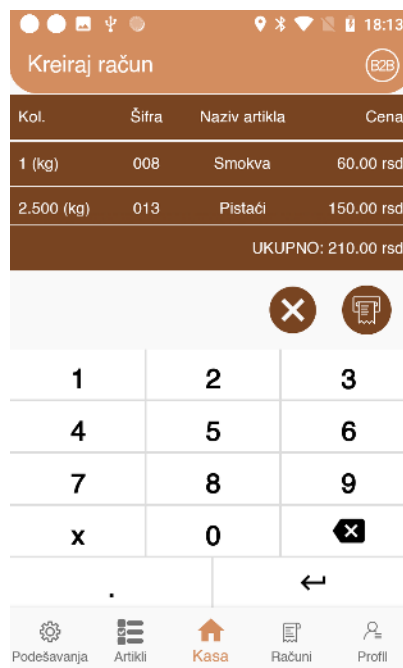 18:13
Kreiraj račun
B2B
Kol. Šifra Naziv artikla Cena
1 (kg) 008 Smokva 60.00 rsd
2.500 (kg) 013 Pistaći 150.00 rsd
UKUPNO: 210.00 rsd
1 2 3
4 5 6
7 8 9
x 0
.
Podešavanja Artikli Kasa Računi Profil